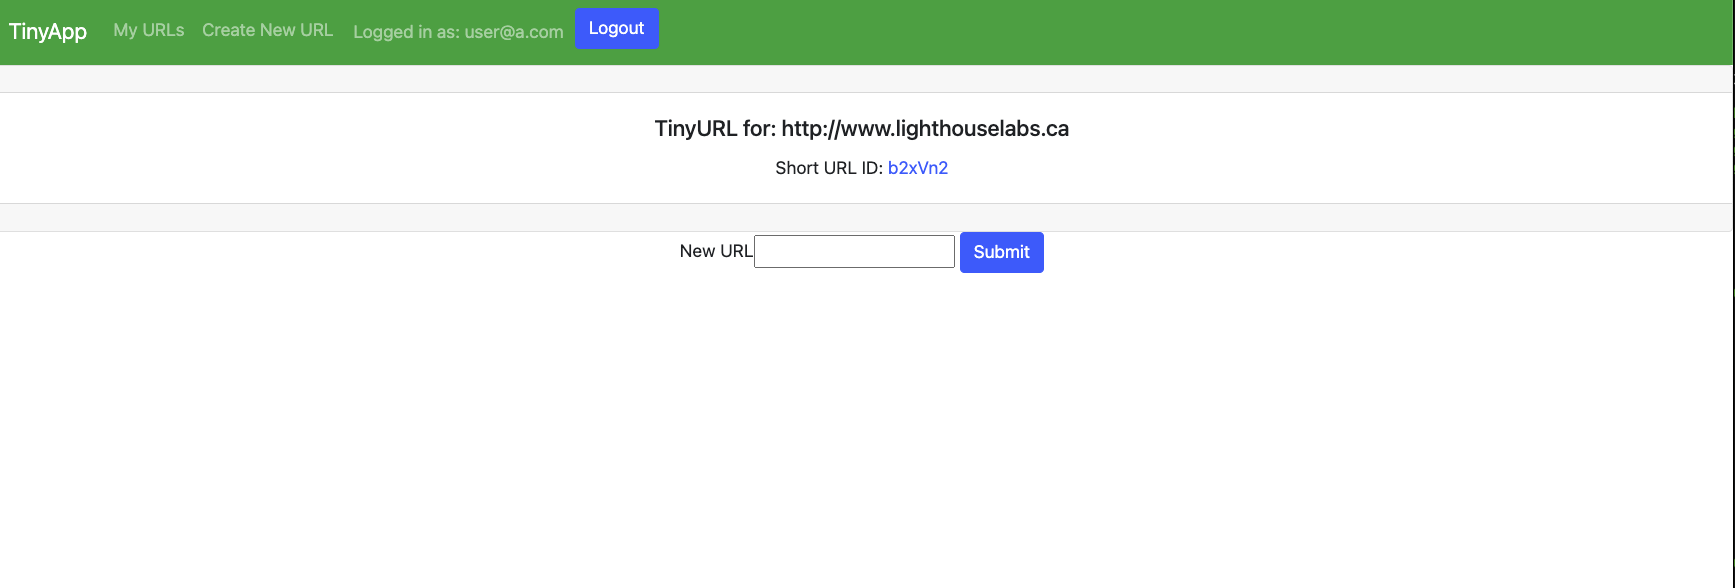 TinyApp My URLs Create New URL Logged in as: user@a.com Logout
TinyURL for: http://www.lighthouselabs.ca
Short URL ID: b2xVn2
New URL Submit